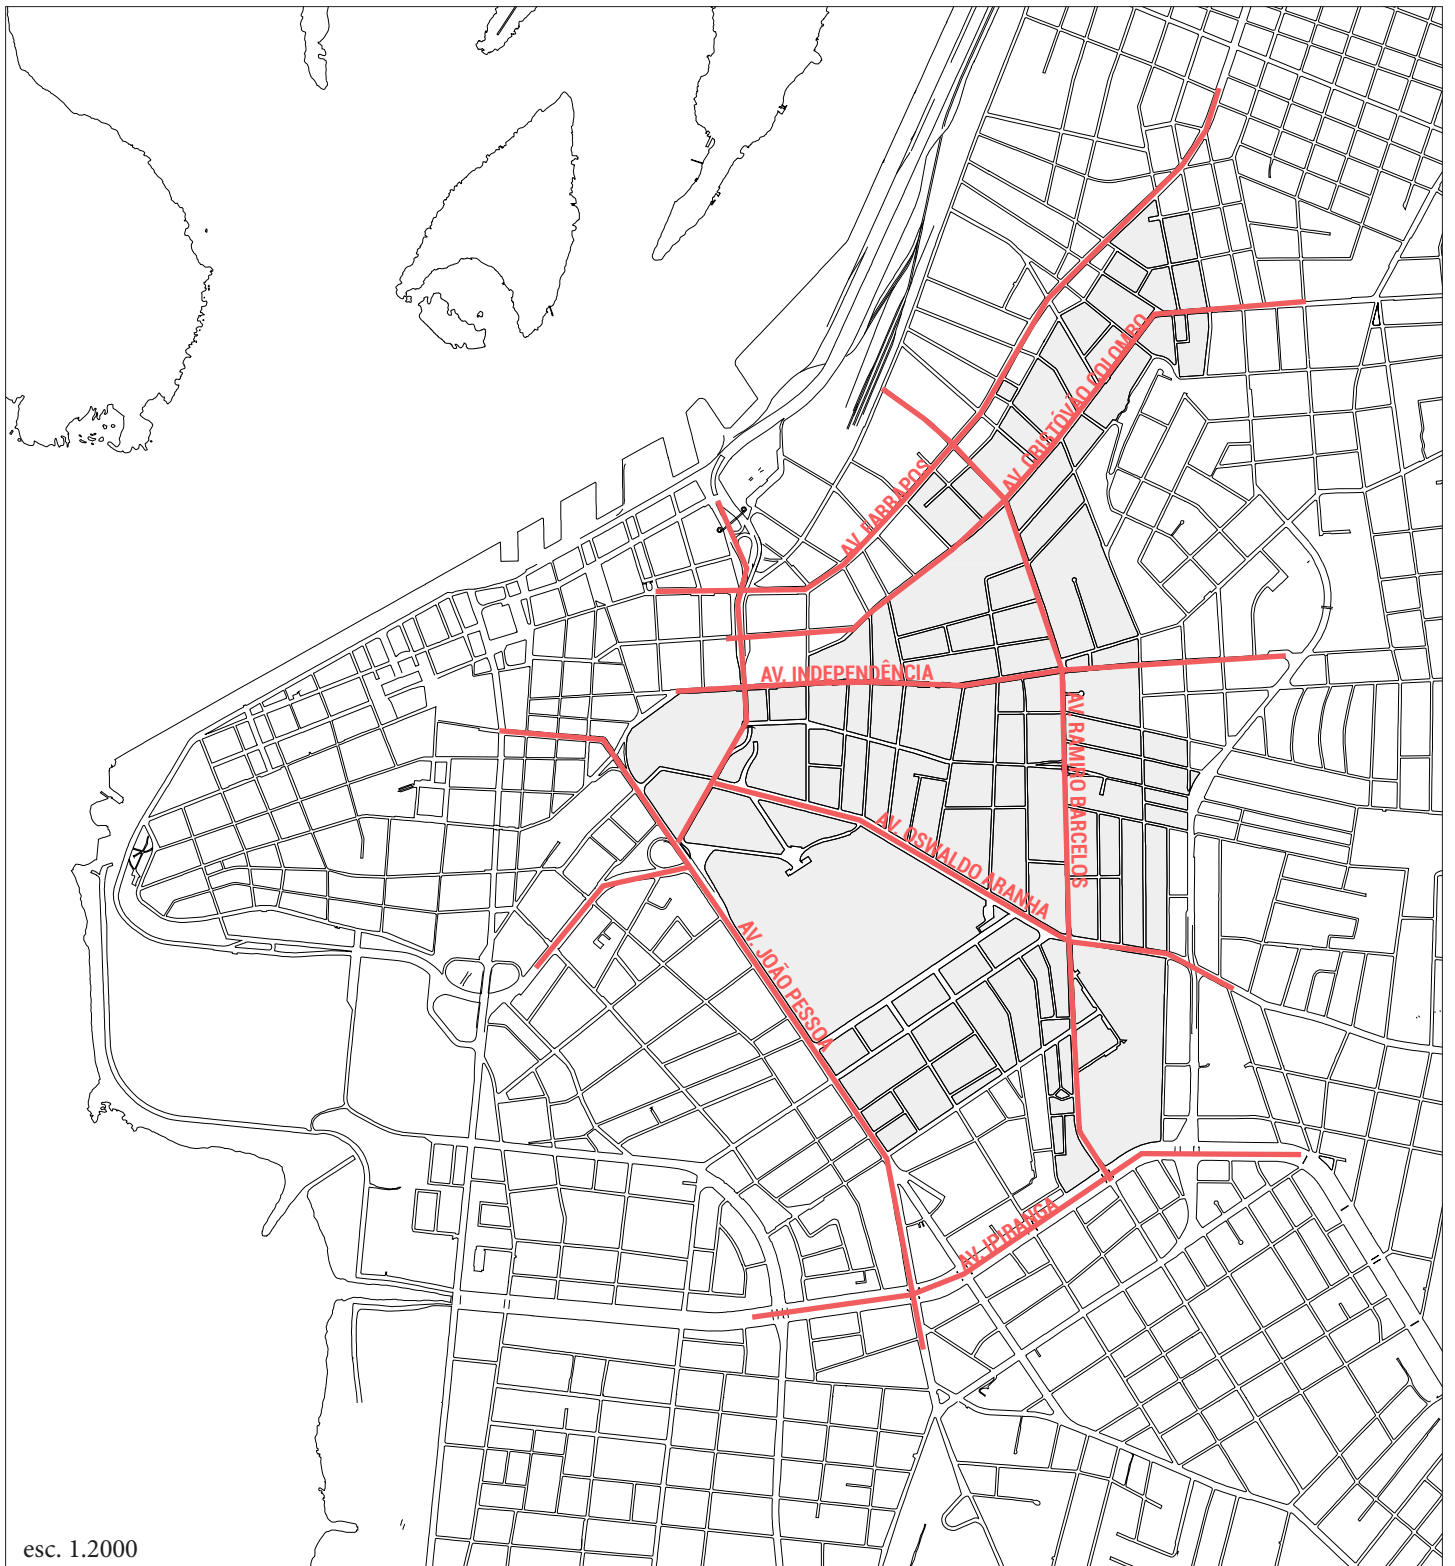 AV. CRISTÓVÃO COLOMBO
AV. FARRAPOS
AV. INDEPENDÊNCIA
AV. RAMIRO BARCELOS
AV. OSWALDO ARANHA
AV. JOÃO PESSOA
AV. IPIRANGA
esc. 1.2000